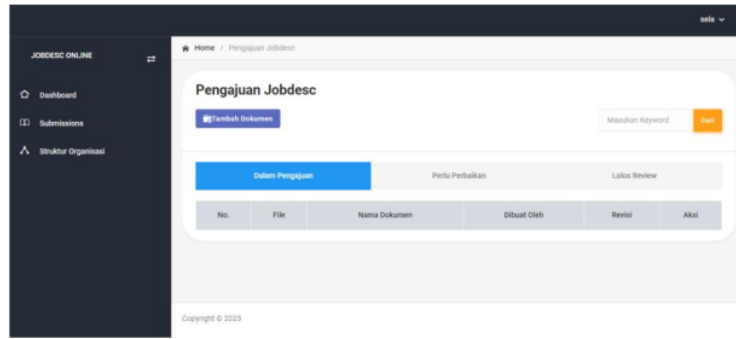 sela
JOBDESC ONLINE
Home / Pengajuan Jobdesc
Dashboard
Submissions
Struktur Organisasi
Pengajuan Jobdesc
Tambah Dokumen
Masukan Keyword
Cari
Dalam Pengajuan
Perlu Perbaikan
Lolos Review
No. File Nama Dokumen Dibuat Oleh Revisi Aksi
Copyright © 2023